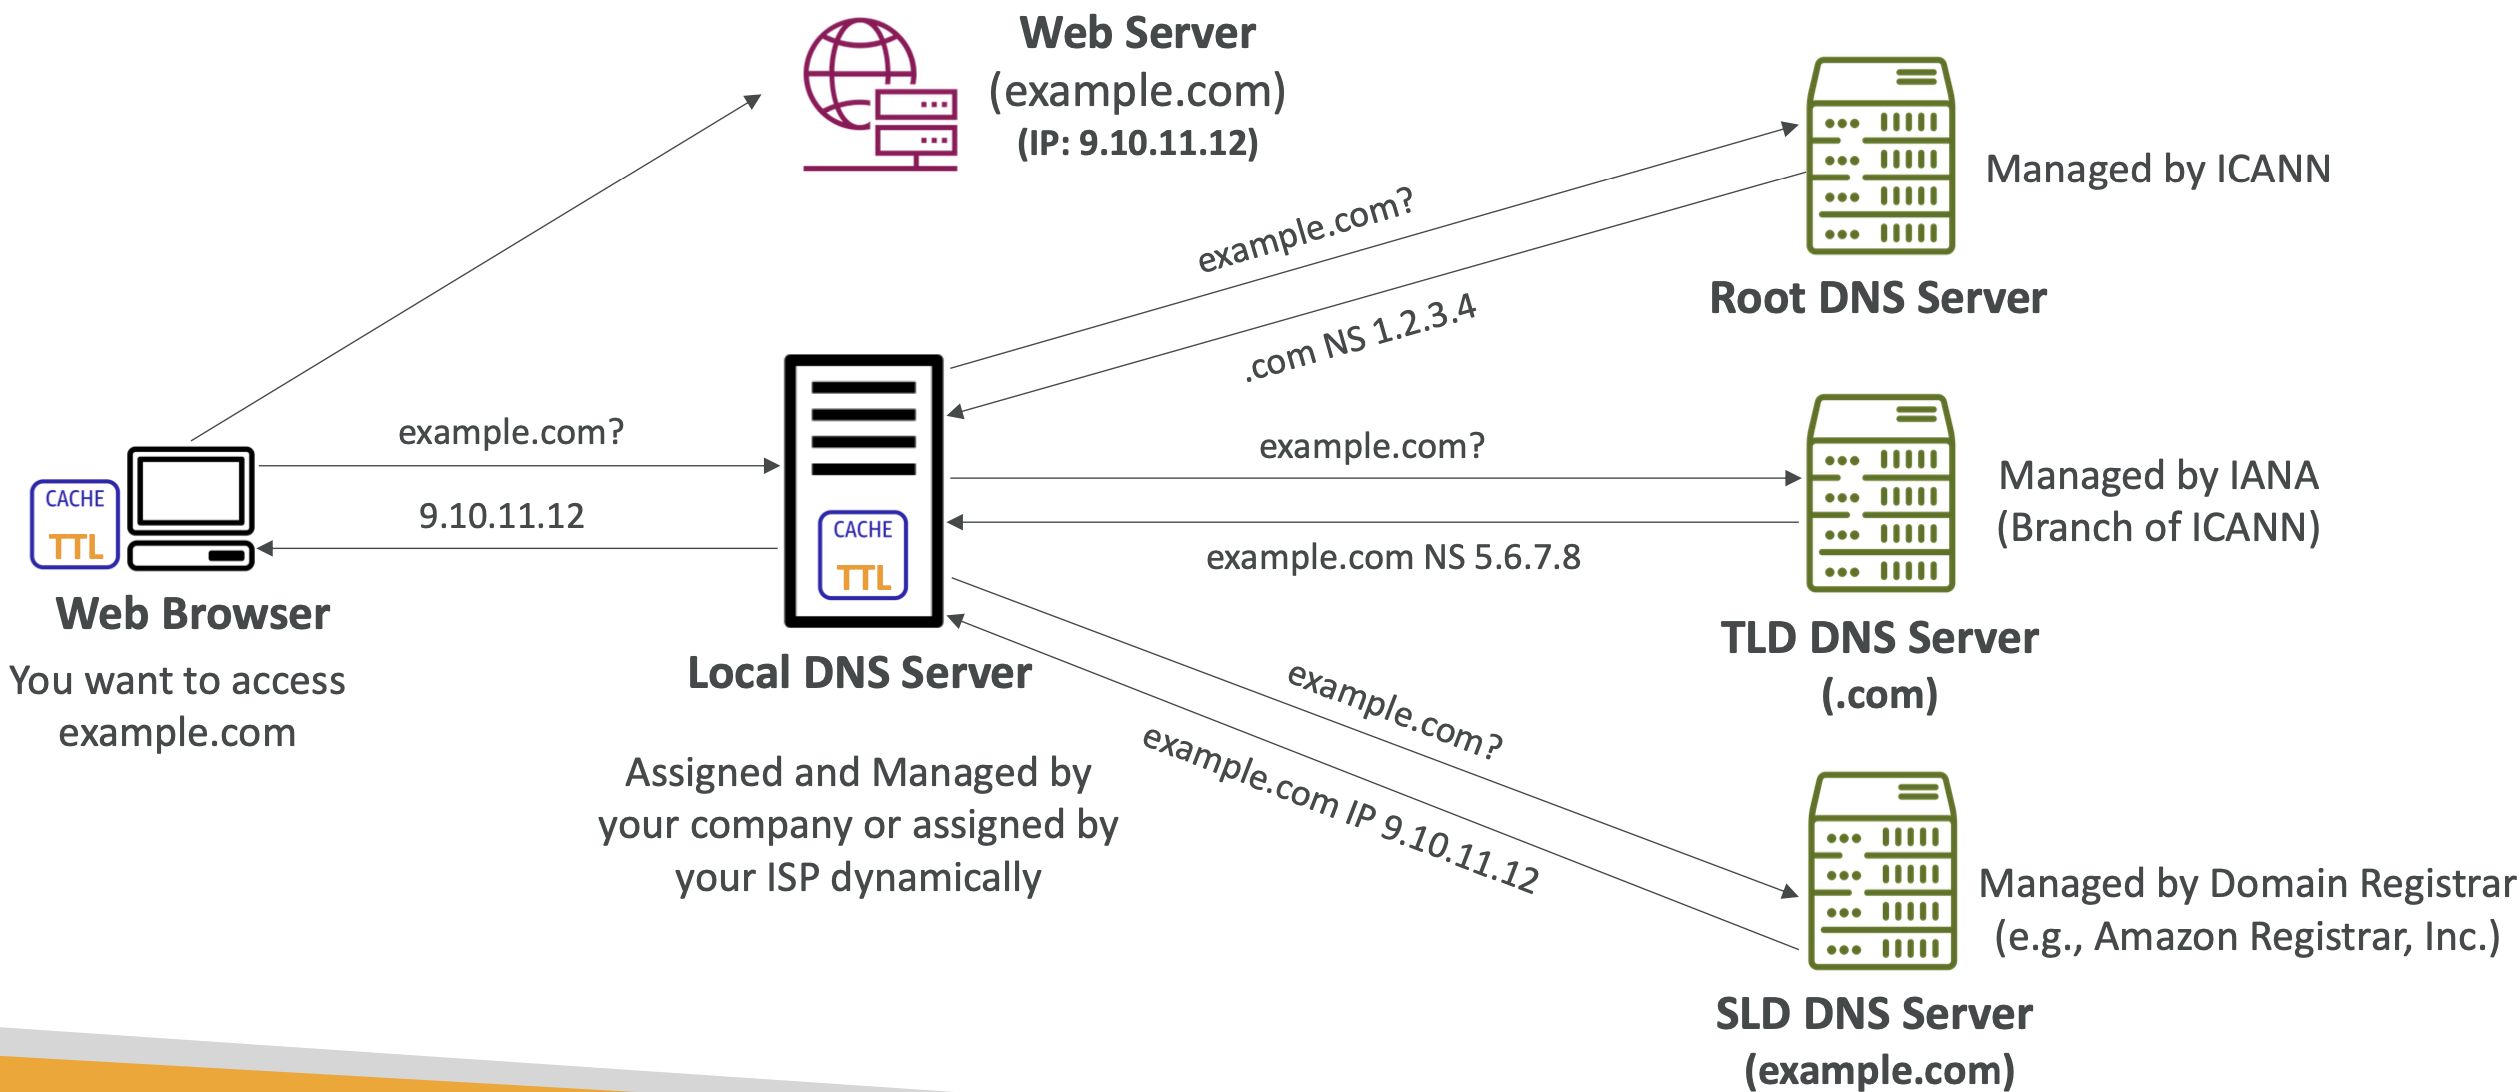 Web Server
(example.com)
(IP: 9.10.11.12)
Managed by ICANN
Root DNS Server
example.com?
.com NS 1.2.3.4
example.com?
9.10.11.12
CACHE
TTL
Web Browser
You want to access
example.com
CACHE
TTL
Local DNS Server
Assigned and Managed by
your company or assigned by
your ISP dynamically
example.com?
example.com NS 5.6.7.8
Managed by IANA
(Branch of ICANN)
TLD DNS Server
(.com)
example.com?
example.com IP 9.10.11.12
Managed by Domain Registrar
(e.g., Amazon Registrar, Inc.)
SLD DNS Server
(example.com)